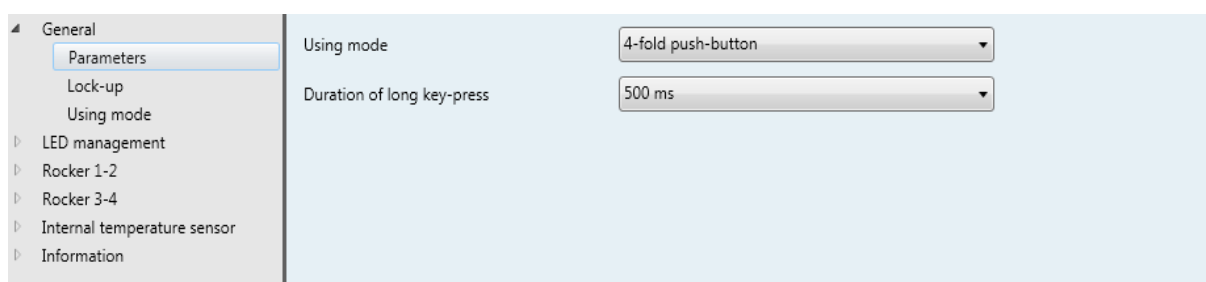 General
Parameters
Lock-up
Using mode
LED management
Rocker 1-2
Rocker 3-4
Internal temperature sensor
Information
Using mode 4-fold push-button
Duration of long key-press 500 ms